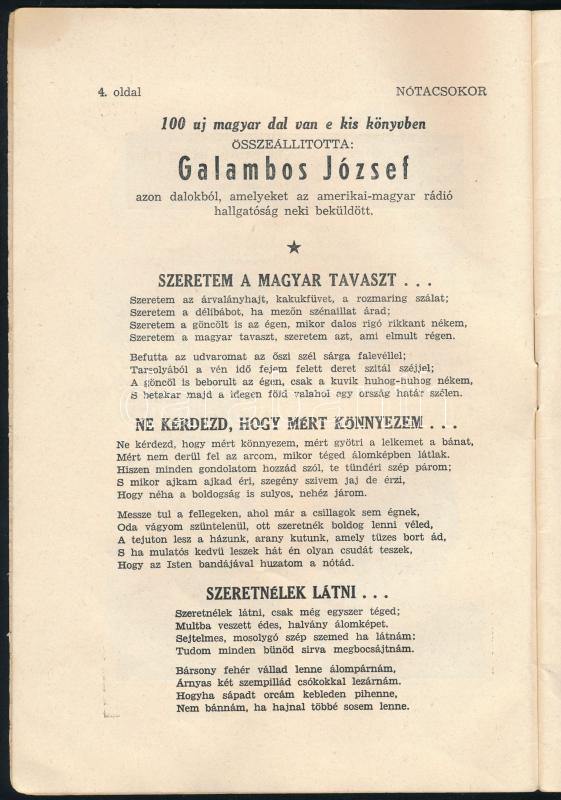 4. oldal NÓTACSOKOR
100 uj magyar dal van e kis könyvben
ÖSSZEÁLLITOTTA:
Galambos József
azon dalokból, amelyeket az amerikai-magyar rádió
hallgatóság neki beküldött.
SZERETEM A MAGYAR TAVASZT . . .
Szeretem az árvalányhajt, kakukfüvet, a rozmaring szálat;
Szeretem a délibábot, ha mezőn szénaillat árad;
Szeretem a göncölt is az égen, mikor dalos rigó rikkant nékem,
Szeretem a magyar tavaszt, szeretem azt, ami elmult régen.
Befutta az udvaromat az őszi szél sárga falevéllel;
Tarsolyából a vén idő fejem felett deret szitál széjjel;
A göncöl is beborult az égen, csak a kuvik huhog-huhog nékem,
S betakar majd a idegen föld valahol egy ország határ szélen.
NE KÉRDEZD, HOGY MÉRT KÖNNYEZEM . . .
Ne kérdezd, hogy mért könnyezem, mért gyötri a lelkemet a bánat,
Mért nem derül fel az arcom, mikor téged álomképben látlak.
Hiszen minden gondolatom hozzád szól, te tündéri szép párom;
S mikor ajkam ajkad éri, szegény szivem jaj de érzi,
Hogy néha a boldogság is sulyos, nehéz járom.
Messze tul a fellegeken, ahol már a csillagok sem égnek,
Oda vágyom szüntelenül, ott szeretnék boldog lenni véled,
A tejuton lesz a házunk, arany kutunk, amely tüzes bort ád,
S ha mulatós kedvü leszek hát én olyan csudát teszek,
Hogy az Isten bandájával huzatom a nótád.
SZERETNÉLEK LÁTNI . . .
Szeretnélek látni, csak még egyszer téged;
Multba veszett édes, halvány álomképet.
Sejtelmes, mosolygó szép szemed ha látnám:
Tudom minden bünöd sirva megbocsájtnám.
Bársony fehér vállad lenne álompárnám,
Árnyas két szempillád csókokkal lezárnám.
Hogyha sápadt orcám kebleden pihenne,
Nem bánnám, ha hajnal többé sosem lenne.